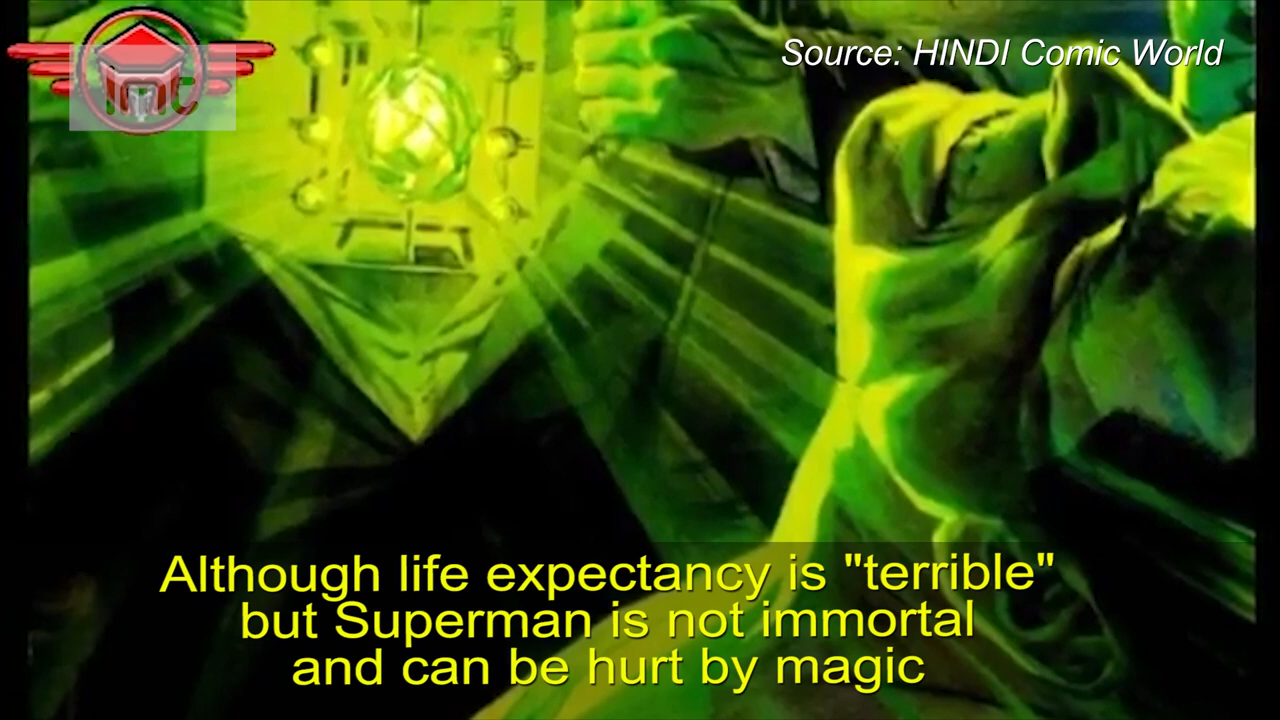 Source: HINDI Comic World
Although life expectancy is "terrible"
but Superman is not immortal
and can be hurt by magic